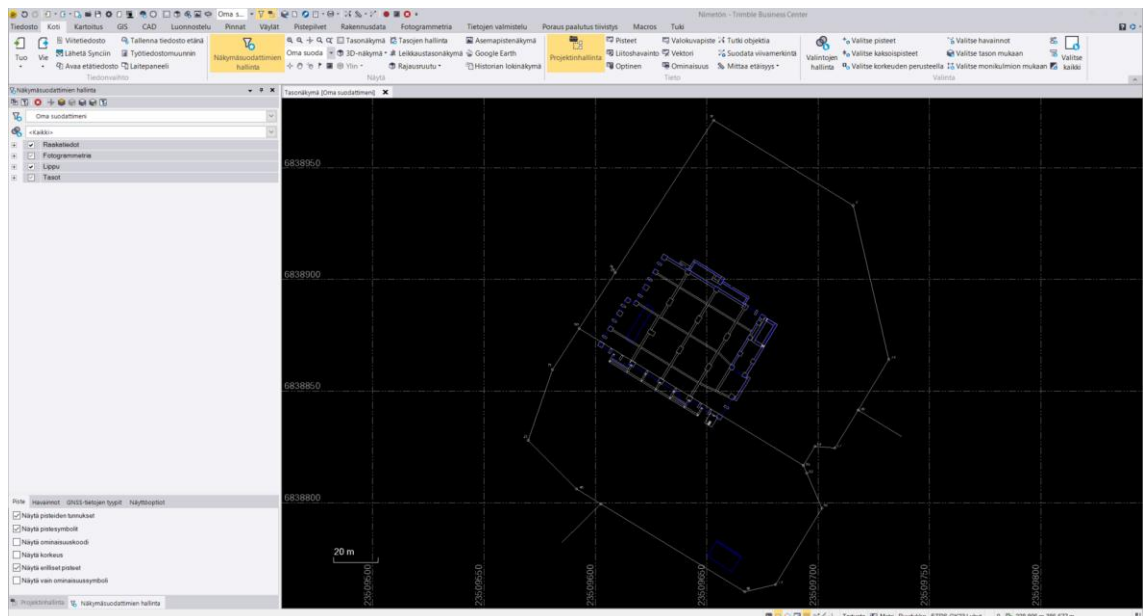 Oma s...
Nimetön - Trimble Business Center
Tiedosto Koti Kartoitus GIS CAD Luonnostelu Pinnat Väylät Pistepilvet Rakennusdata Fotogrammetria Tietojen valmistelu Poraus paalutus tiivistys Macros Tuki
Viitetiedosto Tallenna tiedosto etänä Tasonäkymä Tasojen hallinta Asemapistenäkymä Pisteet Valokuvapiste Tutki objektia Valitse pisteet Valitse havainnot
Lähetä Synciin Työtiedostomuunnin Oma suoda 3D-näkymä Leikkaustasonäkymä Google Earth Liitoshavainto Vektori Suodata viivamerkintä Valitse kaksoispisteet Valitse tason mukaan
Tuo Vie Avaa etätiedosto Laitepaneeli Näkymäsuodattimien hallinta Ylin Rajausruutu Historian lokinäkymä Projektinhallinta Optinen Ominaisuus Mittaa etäisyys Valintojen hallinta Valitse korkeuden perusteella Valitse monikulmion mukaan Valitse kaikki
Tiedonvaihto Näytä Tieto Valinta
Näkymäsuodattimien hallinta
Tasonäkymä [Oma suodattimeni]
Oma suodattimeni
<Kaikki>
Raakatiedot
Fotogrammetria
Lippu
Tasot
6838950
6838900
6838850
6838800
20 m
23509500
23509550
23509600
23509650
23509700
23509750
23509800
Piste Havainnot GNSS-tietojen tyypit Näyttöoptiot
Näytä pisteiden tunnukset
Näytä pistesymbolit
Näytä ominaisuuskoodi
Näytä korkeus
Näytä erilliset pisteet
Näytä vain ominaisuussymboli
Projektinhallinta Näkymäsuodattimien hallinta